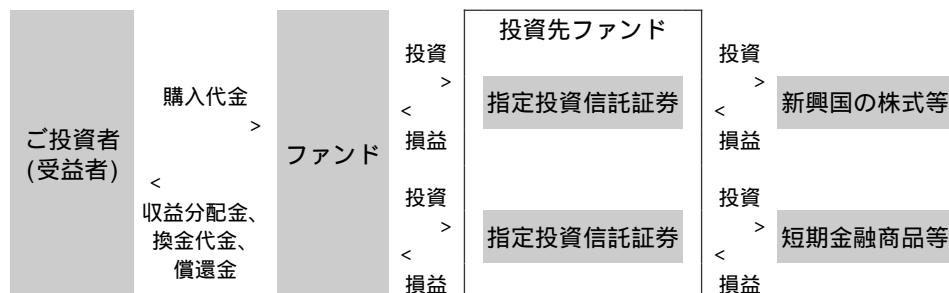 ご投資者
(受益者)
購入代金
>
<
収益分配金、
換金代金、
償還金
ファンド
投資
>
<
損益
投資
>
<
損益
投資先ファンド
指定投資信託証券
指定投資信託証券
投資
>
<
損益
投資
>
<
損益
新興国の株式等
短期金融商品等